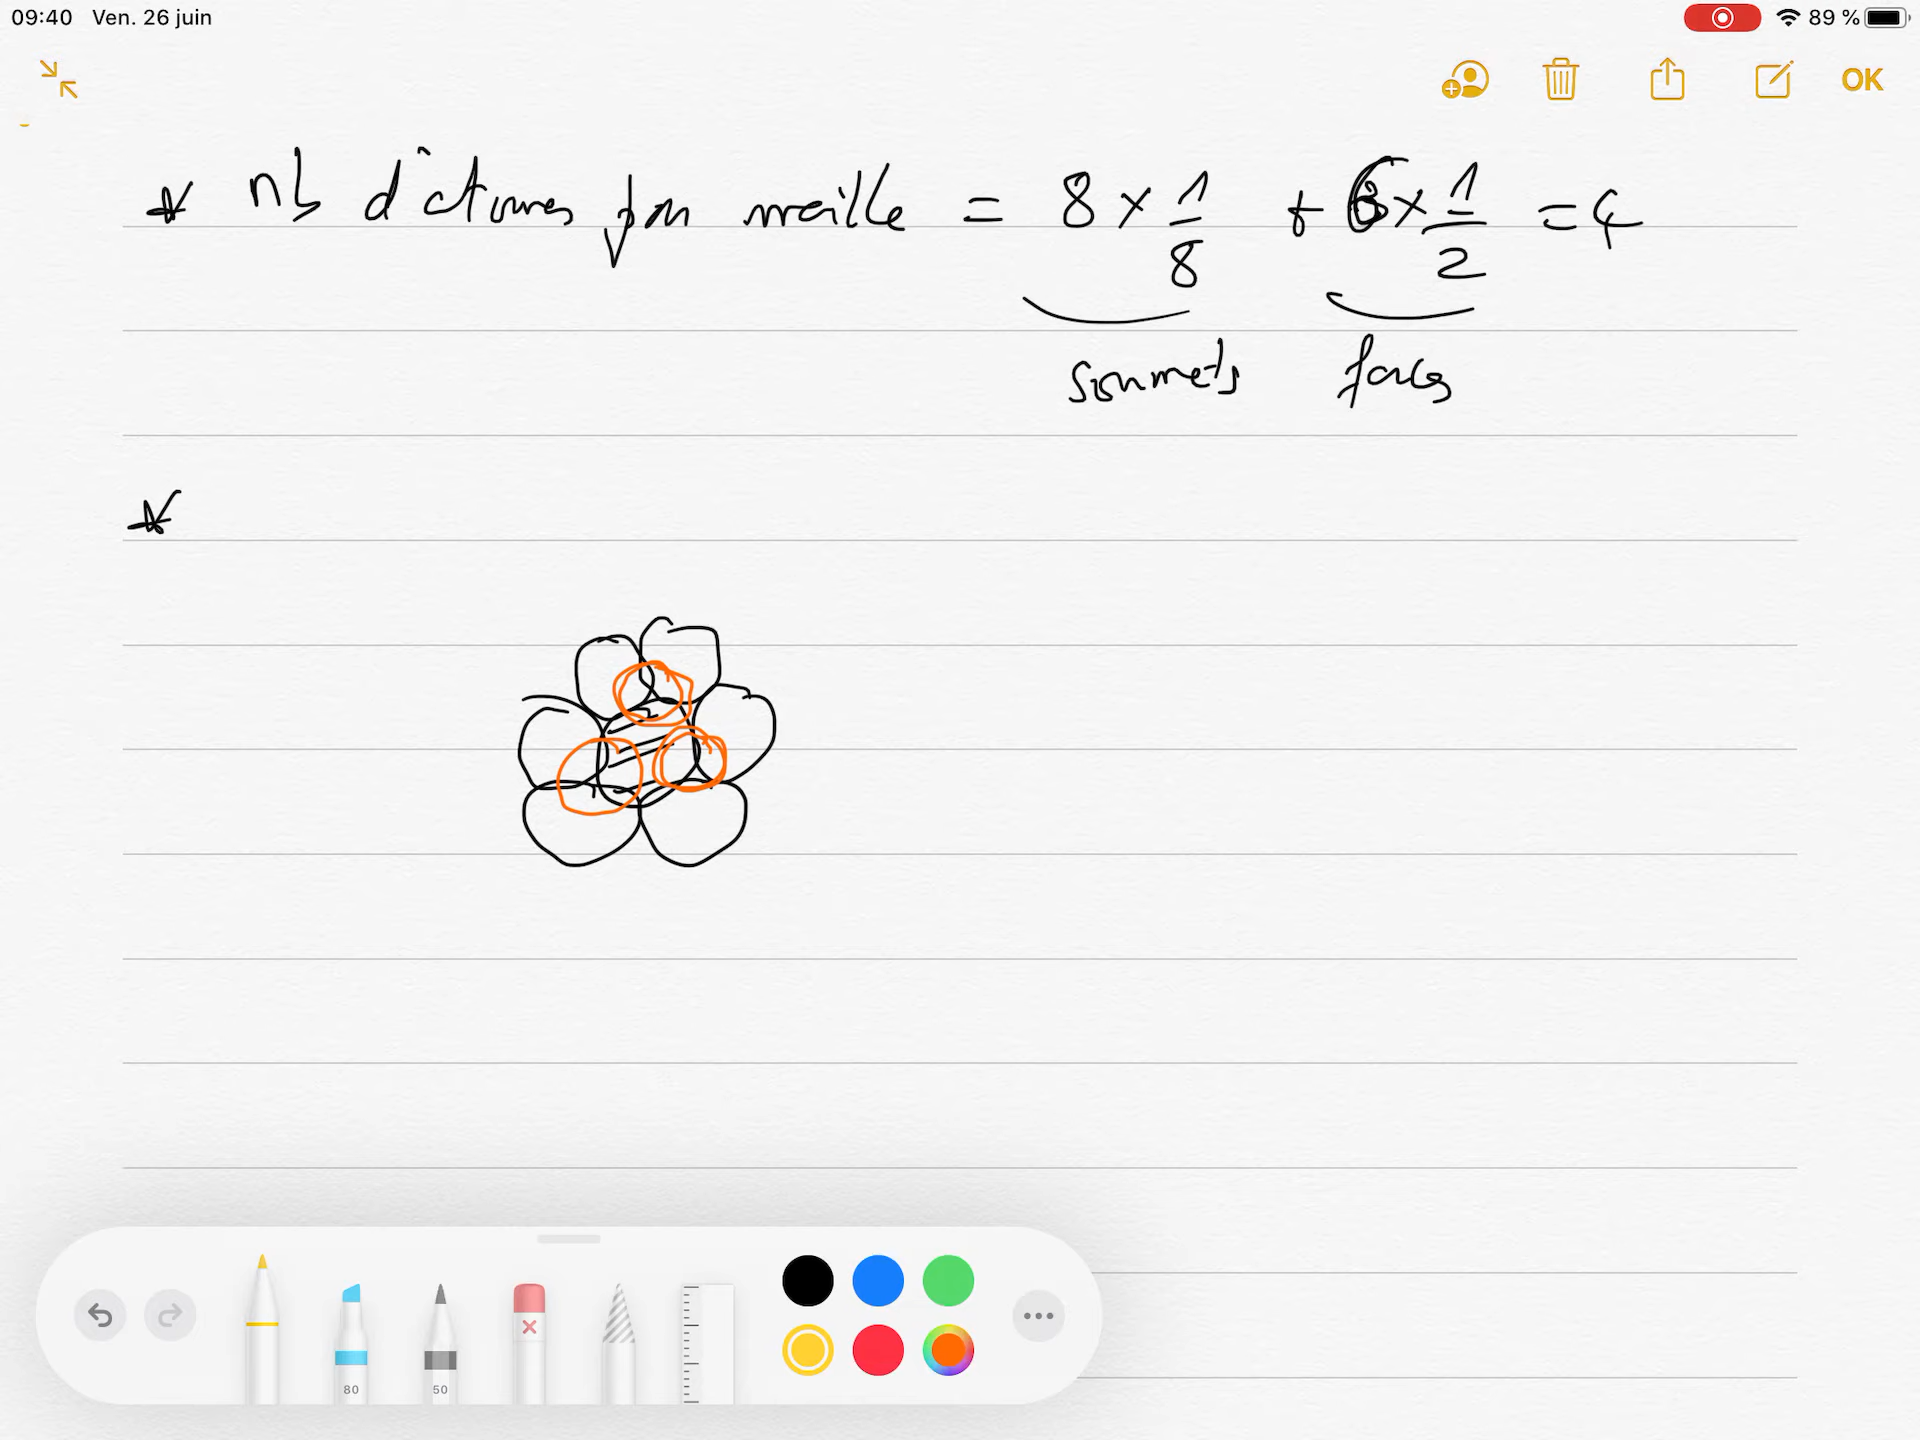 09:40 Ven. 26 juin 89 %
OK
* nb d'atomes par maille = 8 × 1/8 + 6 × 1/2 = 4
sommets faces
*
80 50